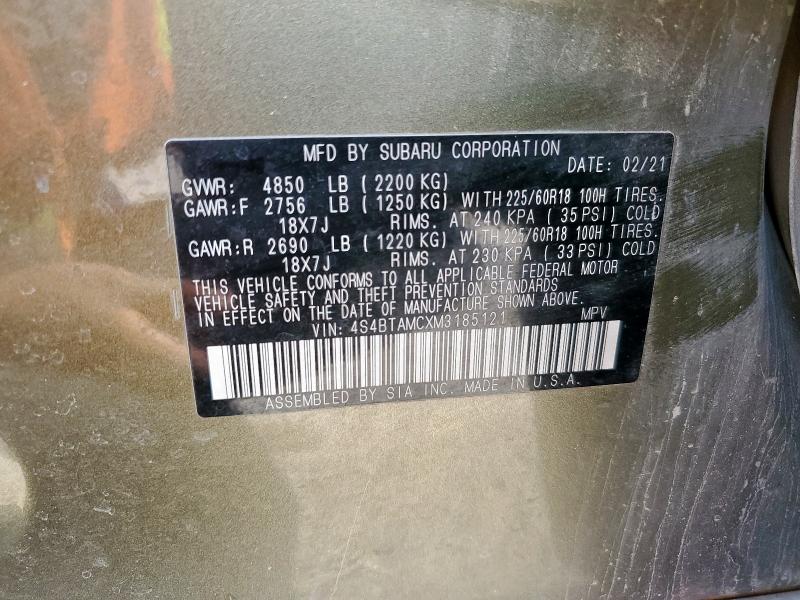 MFD BY SUBARU CORPORATION
DATE: 02/21
GVWR: 4850 LB (2200 KG)
GAWR:F 2756 LB (1250 KG) WITH 225/60R18 100H TIRES.
18X7J RIMS. AT 240 KPA (35 PSI) COLD
GAWR:R 2690 LB (1220 KG) WITH 225/60R18 100H TIRES.
18X7J RIMS. AT 230 KPA (33 PSI) COLD
THIS VEHICLE CONFORMS TO ALL APPLICABLE FEDERAL MOTOR
VEHICLE SAFETY AND THEFT PREVENTION STANDARDS
IN EFFECT ON THE DATE OF MANUFACTURE SHOWN ABOVE.
VIN: 4S4BTAMCXM3185121 MPV
ASSEMBLED BY SIA INC. MADE IN U.S.A.